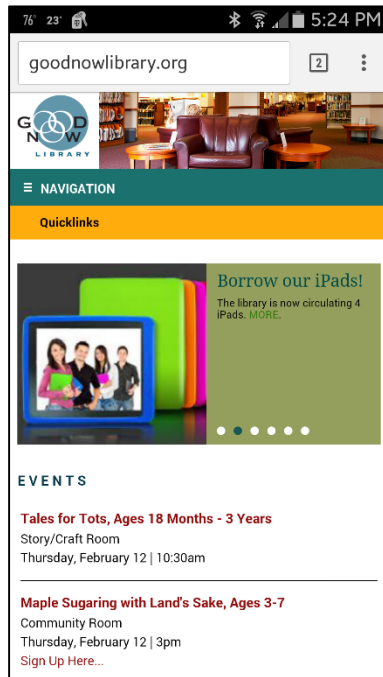 76° 23° 5:24 PM
goodnowlibrary.org 2
GOOD
NOW
LIBRARY
≡ NAVIGATION
Quicklinks
Borrow our iPads!
The library is now circulating 4
iPads. MORE.
EVENTS
Tales for Tots, Ages 18 Months - 3 Years
Story/Craft Room
Thursday, February 12 | 10:30am
Maple Sugaring with Land's Sake, Ages 3-7
Community Room
Thursday, February 12 | 3pm
Sign Up Here...